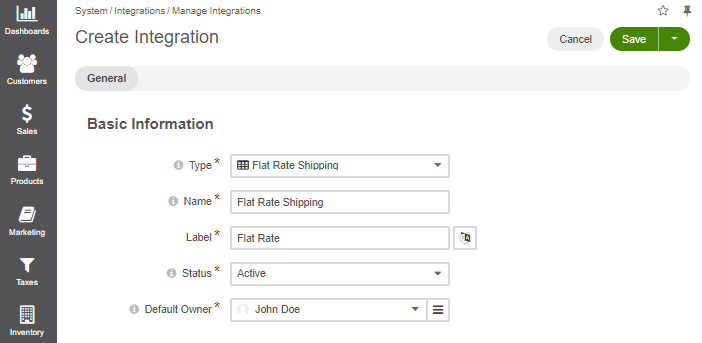 Dashboards
Customers
Sales
Products
Marketing
Taxes
Inventory
System / Integrations / Manage Integrations
Create Integration
Cancel
Save
General
Basic Information
Type * Flat Rate Shipping
Name * Flat Rate Shipping
Label * Flat Rate
Status * Active
Default Owner * John Doe